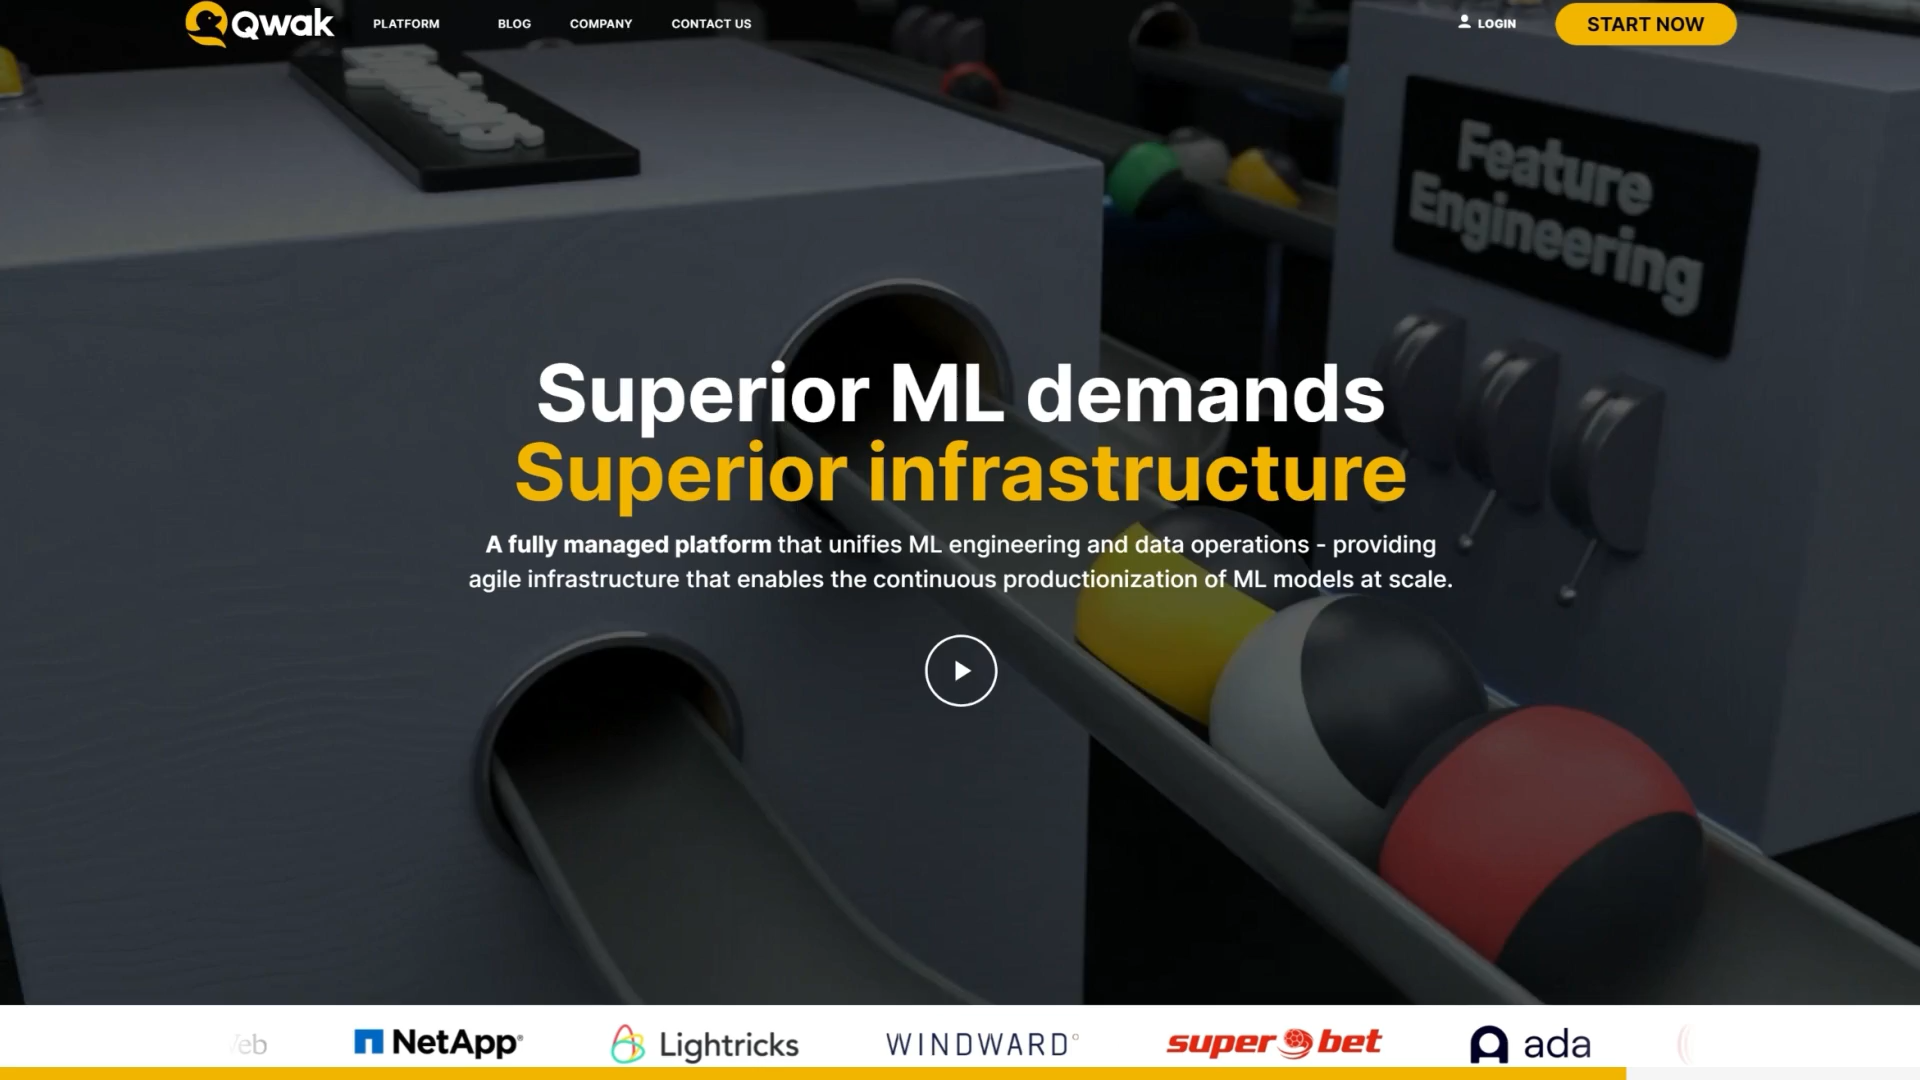 Qwak
PLATFORM
BLOG
COMPANY
CONTACT US
LOGIN
START NOW
Feature
Engineering
Superior ML demands
Superior infrastructure
A fully managed platform that unifies ML engineering and data operations - providing
agile infrastructure that enables the continuous productionization of ML models at scale.
NetApp®
Lightricks
WINDWARD
super bet
ada